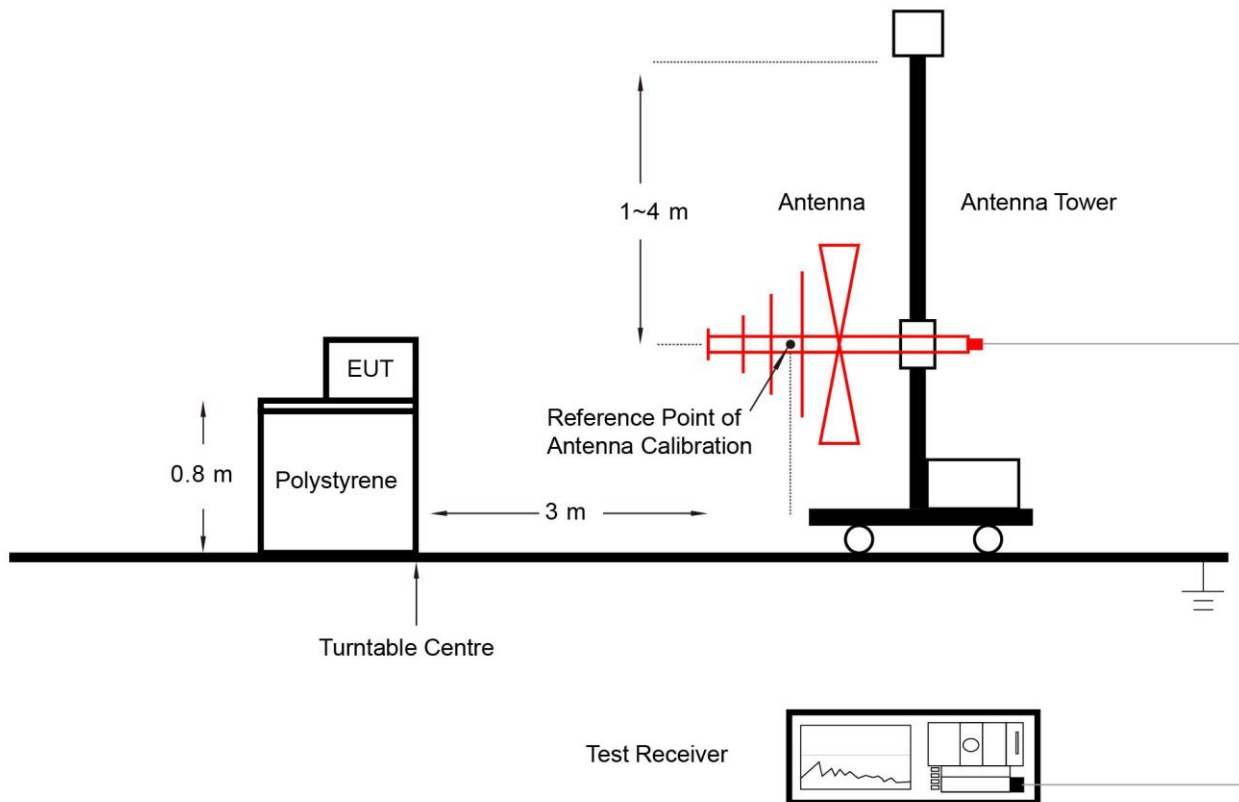 1~4 m
Antenna
Antenna Tower
EUT
Reference Point of
Antenna Calibration
0.8 m
Polystyrene
3 m
Turntable Centre
Test Receiver